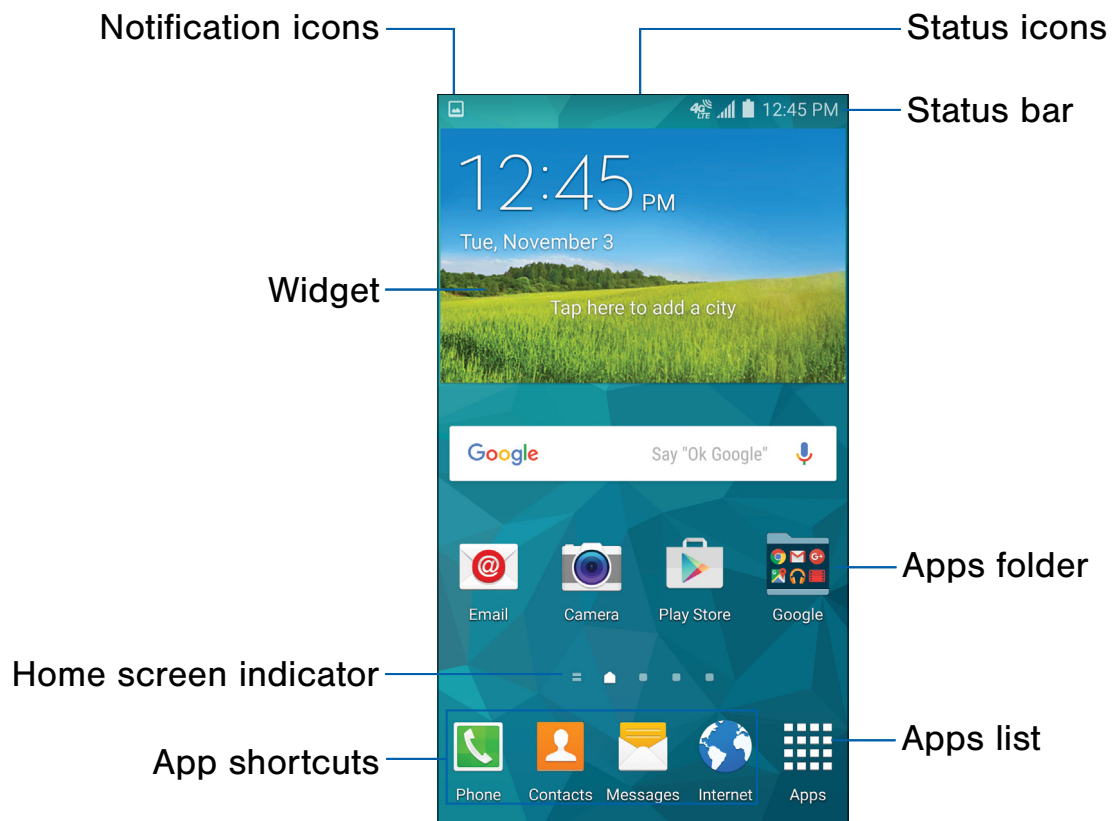 Notification icons
Status icons
4G LTE 12:45 PM
Status bar
12:45 PM
Tue, November 3
Widget
Tap here to add a city
Google Say "Ok Google"
@
G+
Apps folder
Email Camera Play Store Google
Home screen indicator
Apps list
App shortcuts
Phone Contacts Messages Internet Apps